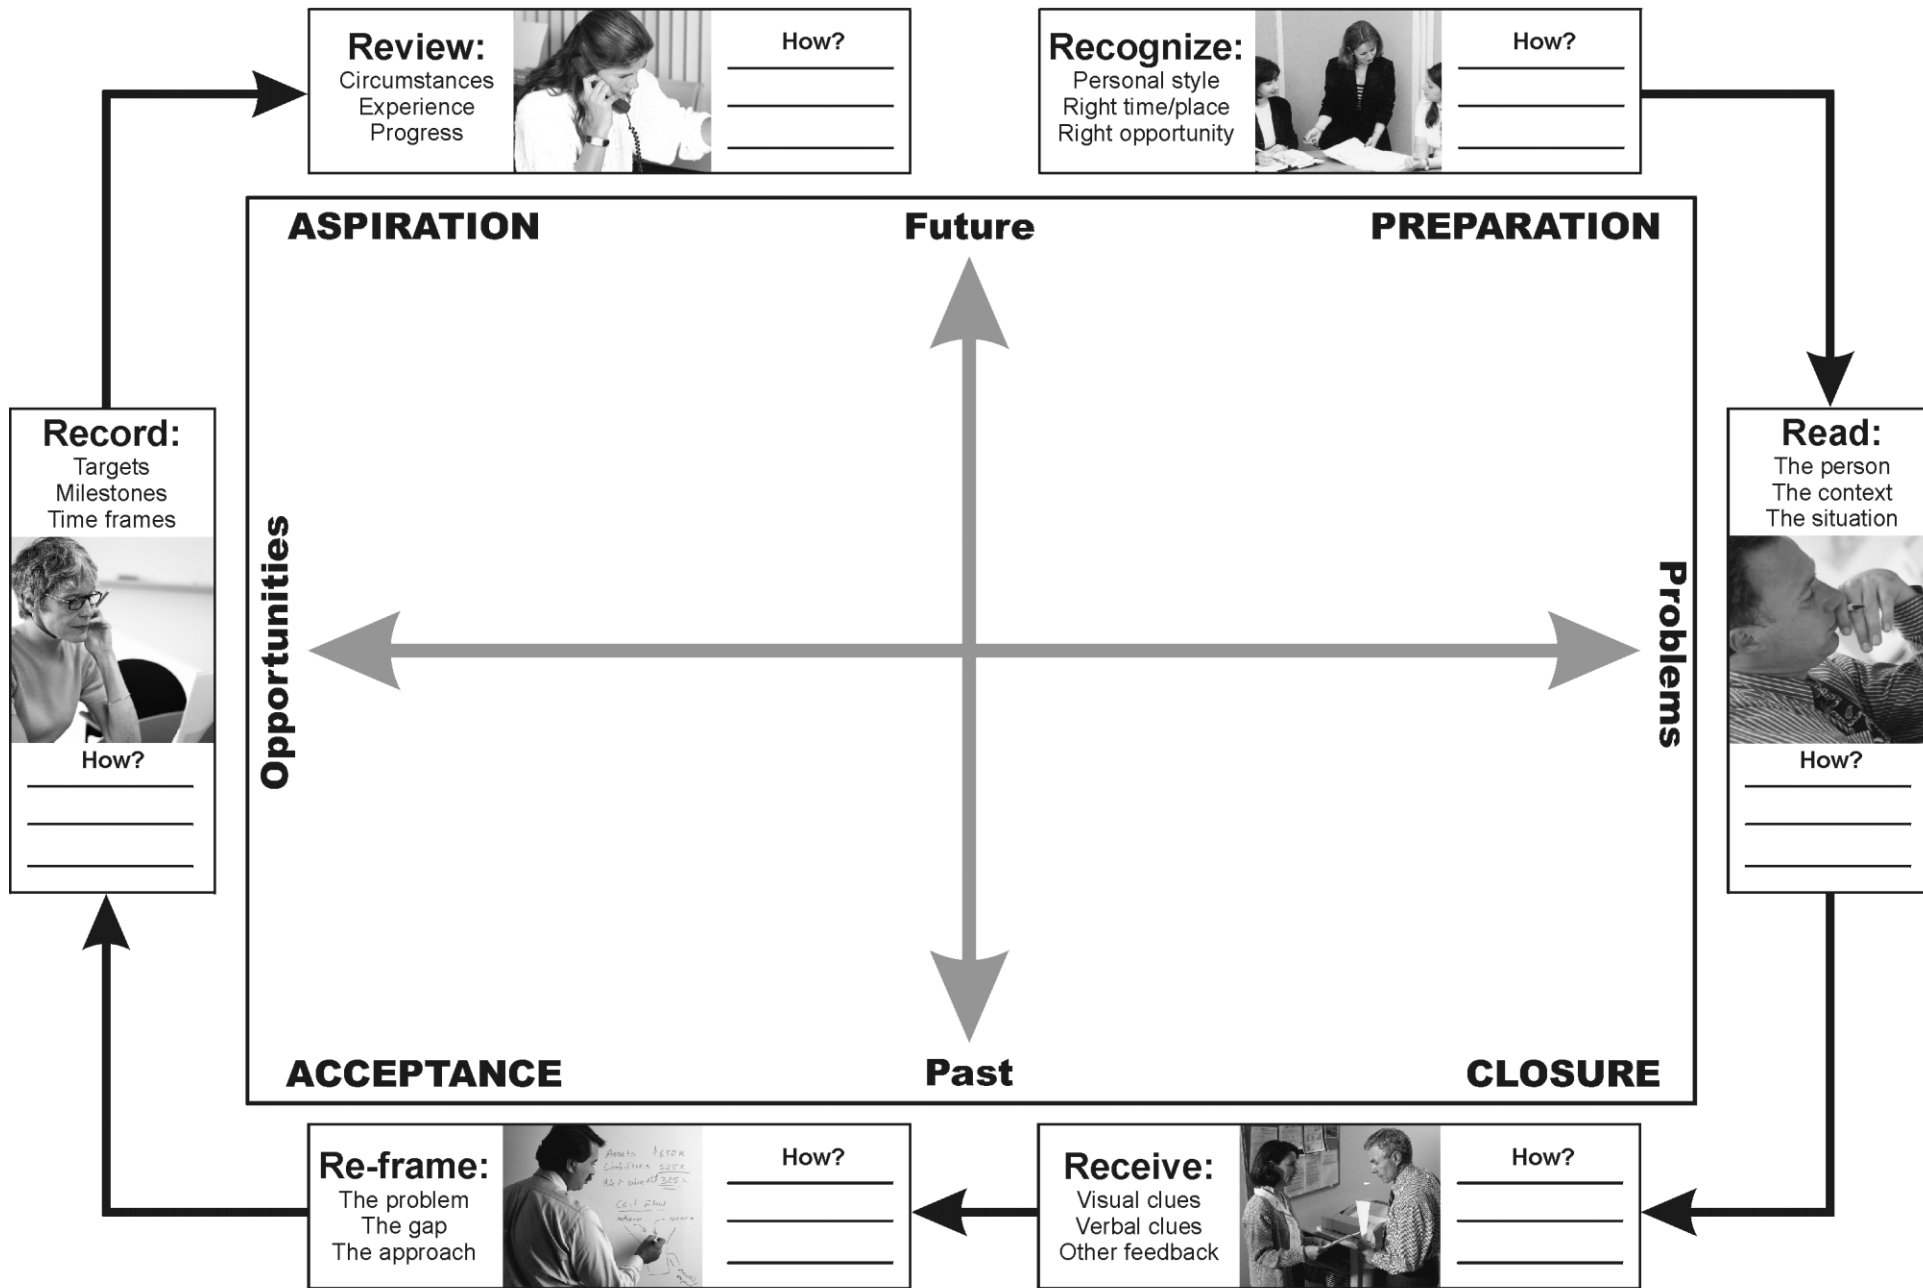 Review:
Circumstances
Experience
Progress
How?
Recognize:
Personal style
Right time/place
Right opportunity
How?
ASPIRATION
Future
PREPARATION
Record:
Targets
Milestones
Time frames
How?
Opportunities
Problems
Read:
The person
The context
The situation
How?
ACCEPTANCE
Past
CLOSURE
Re-frame:
The problem
The gap
The approach
Assets
Liabilities
How?
Receive:
Visual clues
Verbal clues
Other feedback
How?